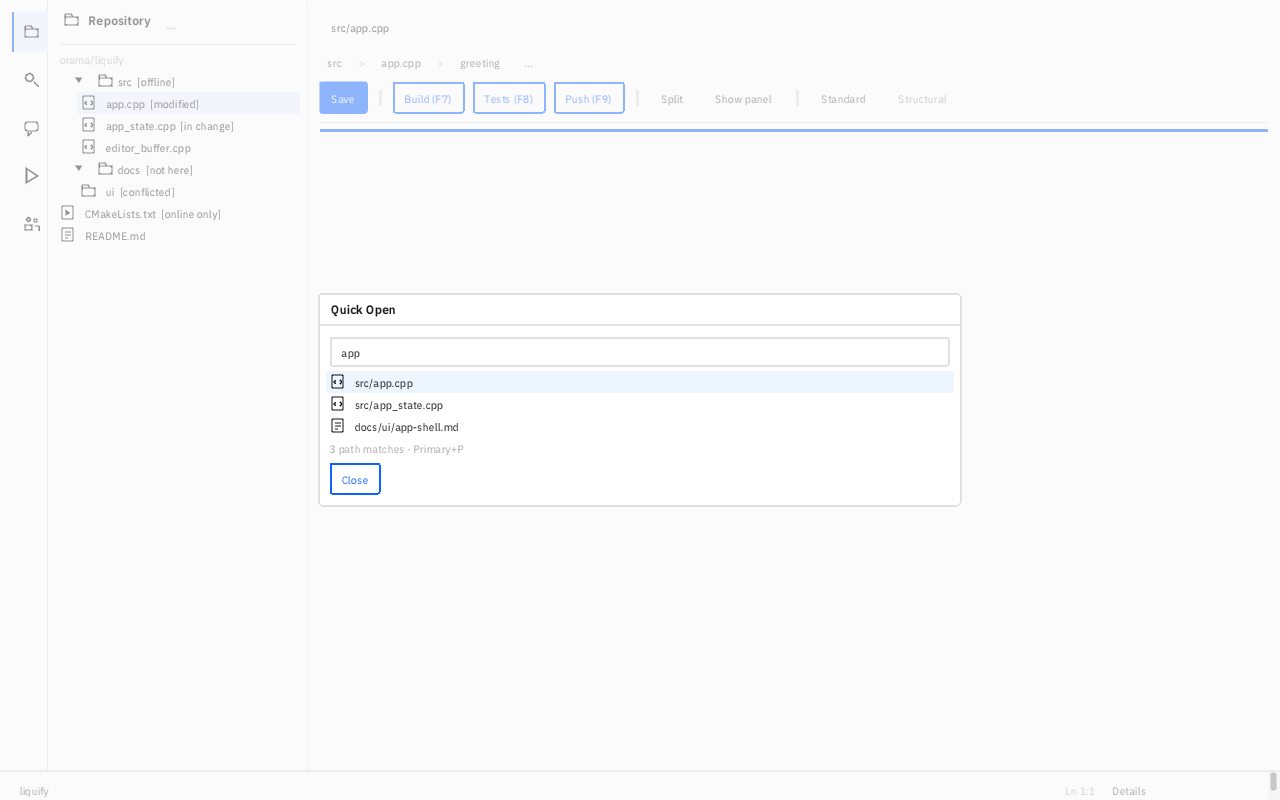 Repository ...
orama/liquify
src [offline]
app.cpp [modified]
app_state.cpp [in change]
editor_buffer.cpp
docs [not here]
ui [conflicted]
CMakeLists.txt [online only]
README.md
src/app.cpp
src > app.cpp > greeting ...
Save Build (F7) Tests (F8) Push (F9) Split Show panel Standard Structural
Quick Open
app
src/app.cpp
src/app_state.cpp
docs/ui/app-shell.md
3 path matches · Primary+P
Close
liquify Ln 1:1 Details